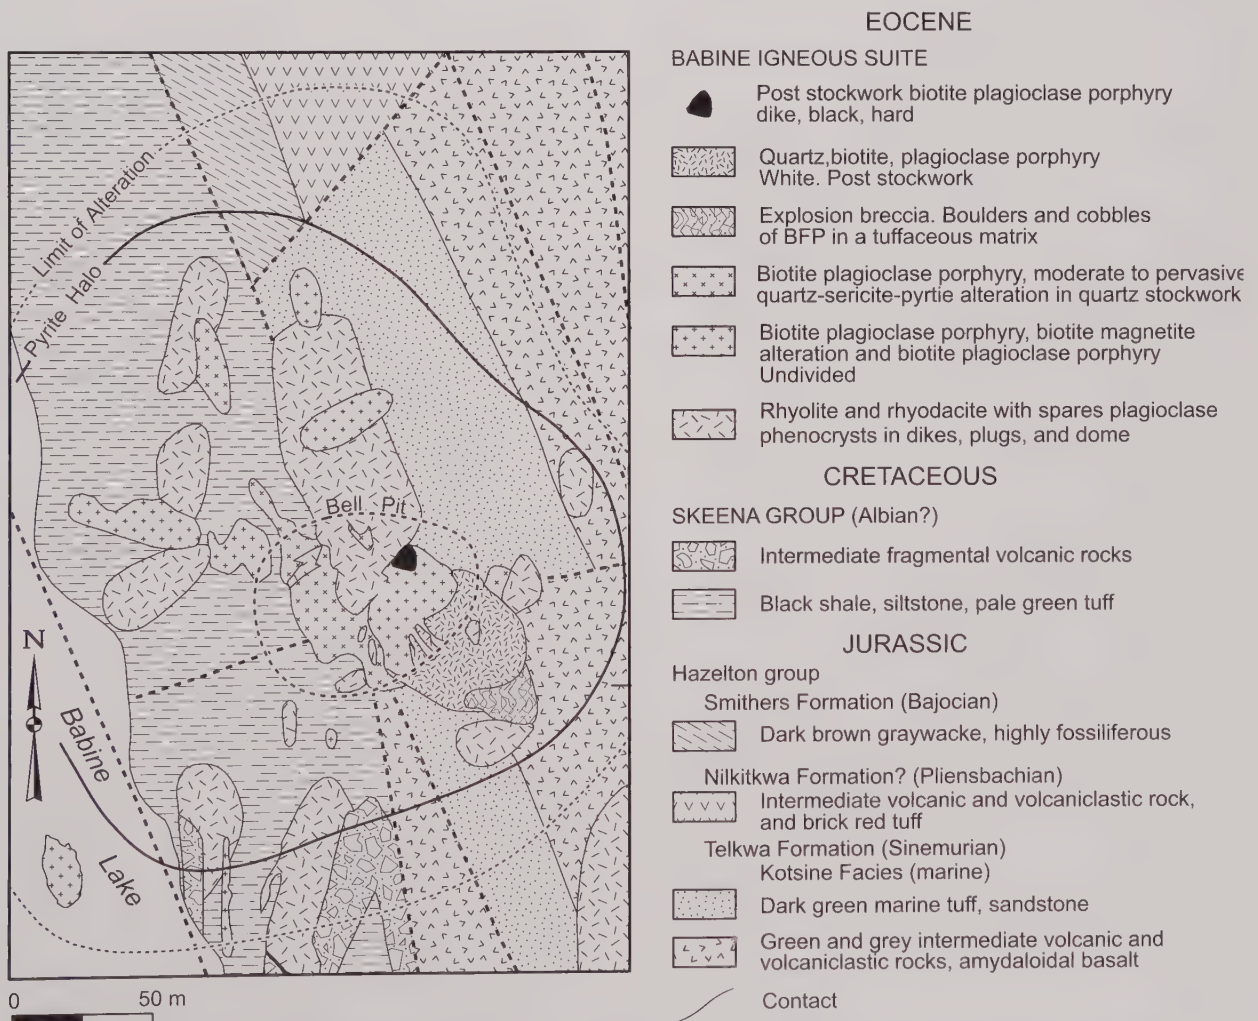 Limit of Alteration
Pyrite Halo
Bell Pit
N
Babine
Lake
0 50 m
EOCENE
BABINE IGNEOUS SUITE
Post stockwork biotite plagioclase porphyry
dike, black, hard
Quartz,biotite, plagioclase porphyry
White. Post stockwork
Explosion breccia. Boulders and cobbles
of BFP in a tuffaceous matrix
Biotite plagioclase porphyry, moderate to pervasive
quartz-sericite-pyrtie alteration in quartz stockwork
Biotite plagioclase porphyry, biotite magnetite
alteration and biotite plagioclase porphyry
Undivided
Rhyolite and rhyodacite with spares plagioclase
phenocrysts in dikes, plugs, and dome
CRETACEOUS
SKEENA GROUP (Albian?)
Intermediate fragmental volcanic rocks
Black shale, siltstone, pale green tuff
JURASSIC
Hazelton group
Smithers Formation (Bajocian)
Dark brown graywacke, highly fossiliferous
Nilkitkwa Formation? (Pliensbachian)
Intermediate volcanic and volcaniclastic rock,
and brick red tuff
Telkwa Formation (Sinemurian)
Kotsine Facies (marine)
Dark green marine tuff, sandstone
Green and grey intermediate volcanic and
volcaniclastic rocks, amydaloidal basalt
Contact